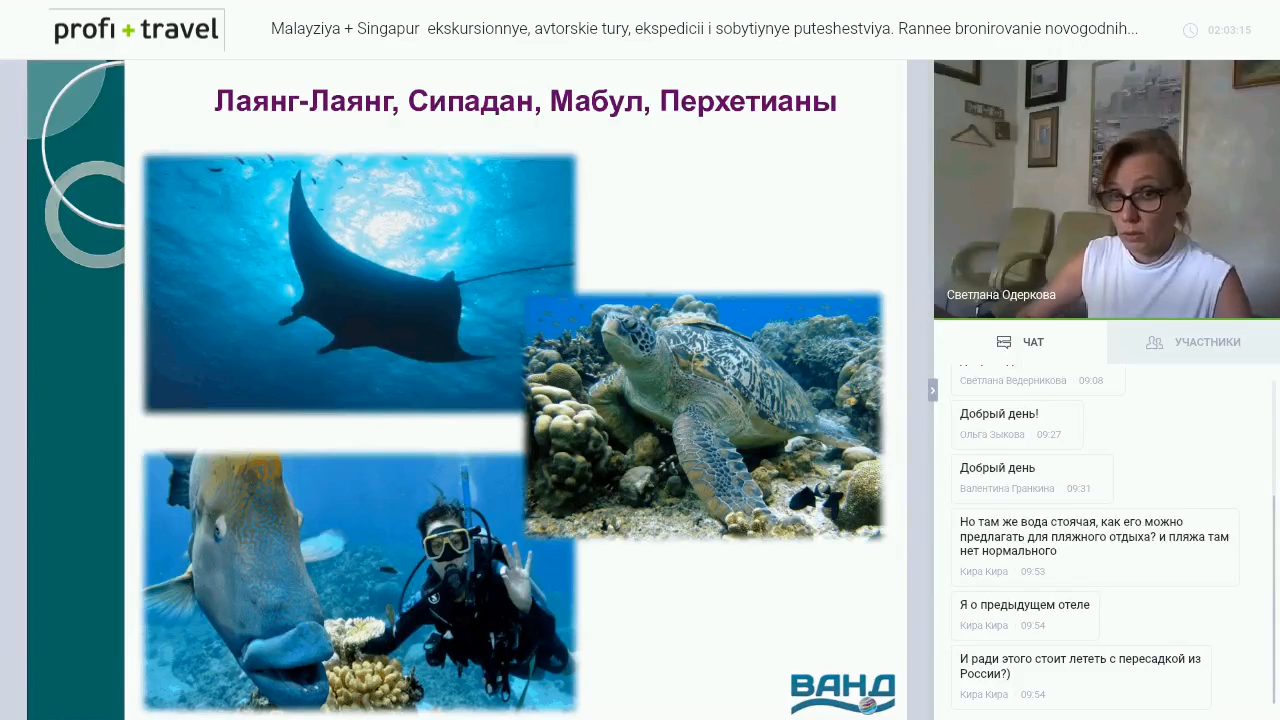 profi + travel
Malayziya + Singapur ekskursionnye, avtorskie tury, ekspedicii i sobytiynye puteshestviya. Rannee bronirovanie novogodnih...
02:03:15
Лаянг-Лаянг, Сипадан, Мабул, Перхетианы
ВАНД
Светлана Одеркова
ЧАТ
УЧАСТНИКИ
Светлана Ведерникова 09:08
Добрый день!
Ольга Зыкова 09:27
Добрый день
Валентина Гранкина 09:31
Но там же вода стоячая, как его можно
предлагать для пляжного отдыха? и пляжа там
нет нормального
Кира Кира 09:53
Я о предыдущем отеле
Кира Кира 09:54
И ради этого стоит лететь с пересадкой из
России?)
Кира Кира 09:54